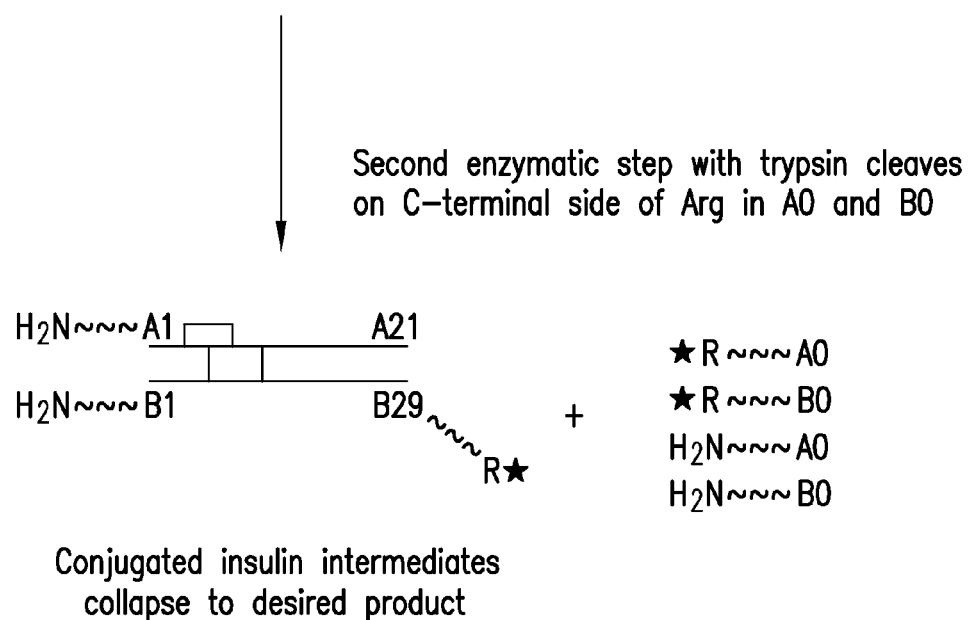 Second enzymatic step with trypsin cleaves
on C-terminal side of Arg in A0 and B0
H₂N~~~A1 A21
H₂N~~~B1 B29
~~~
R★
+
★R~~~A0
★R~~~B0
H₂N~~~A0
H₂N~~~B0
Conjugated insulin intermediates
collapse to desired product